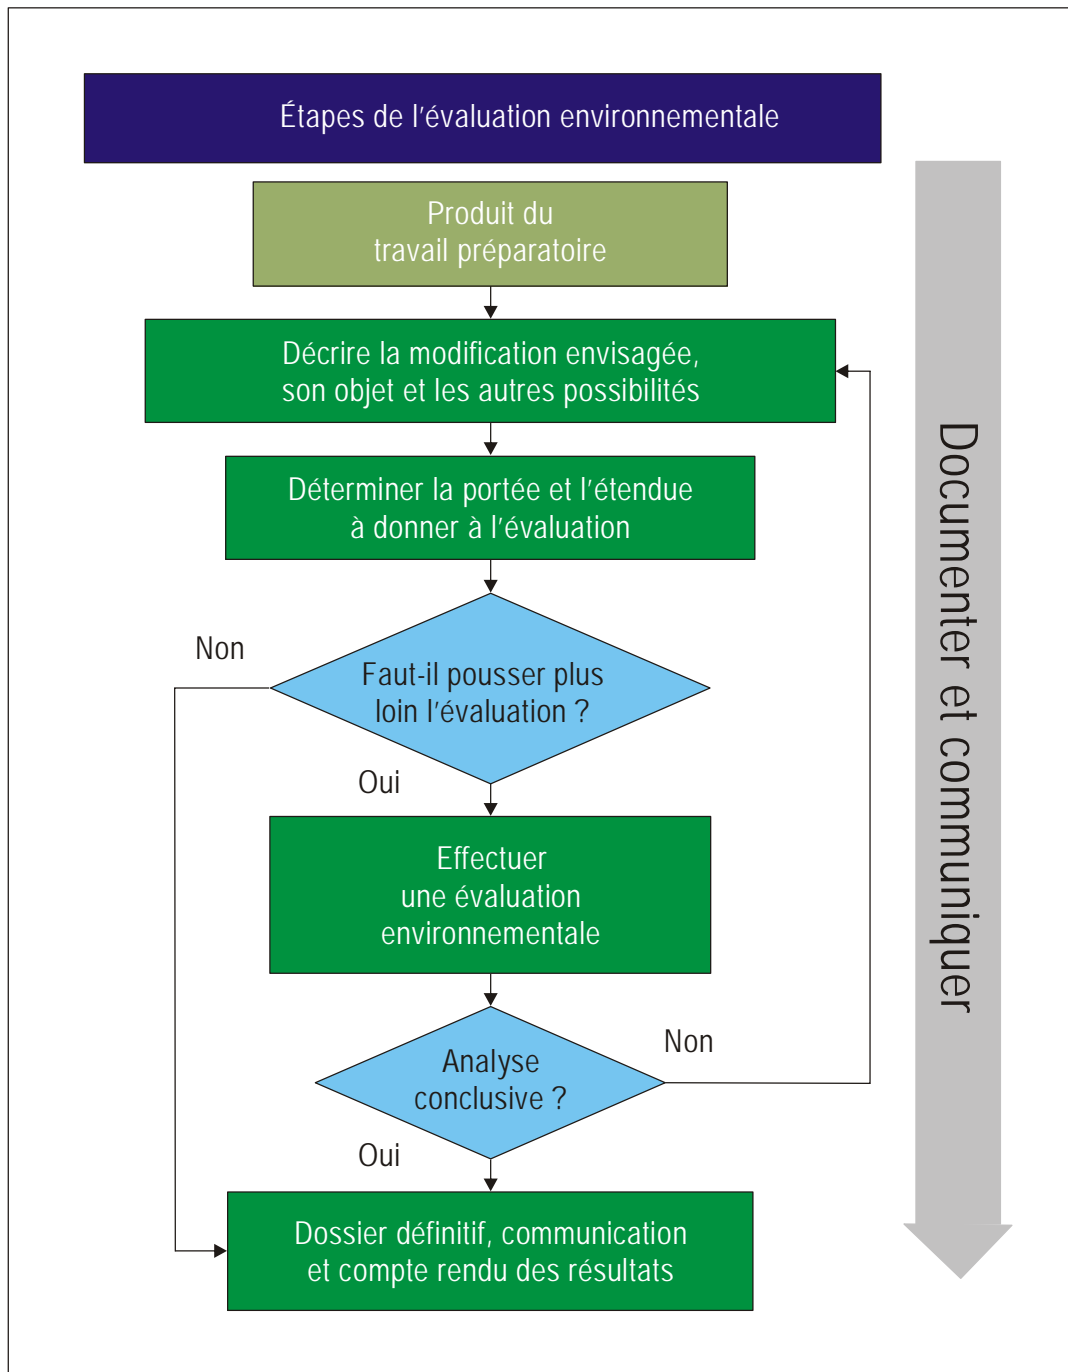 Étapes de l'évaluation environnementale
Produit du
travail préparatoire
Décrire la modification envisagée,
son objet et les autres possibilités
Déterminer la portée et l'étendue
à donner à l'évaluation
Non
Faut-il pousser plus
loin l'évaluation ?
Oui
Effectuer
une évaluation
environnementale
Non
Analyse
conclusive ?
Oui
Dossier définitif, communication
et compte rendu des résultats
Documenter et communiquer